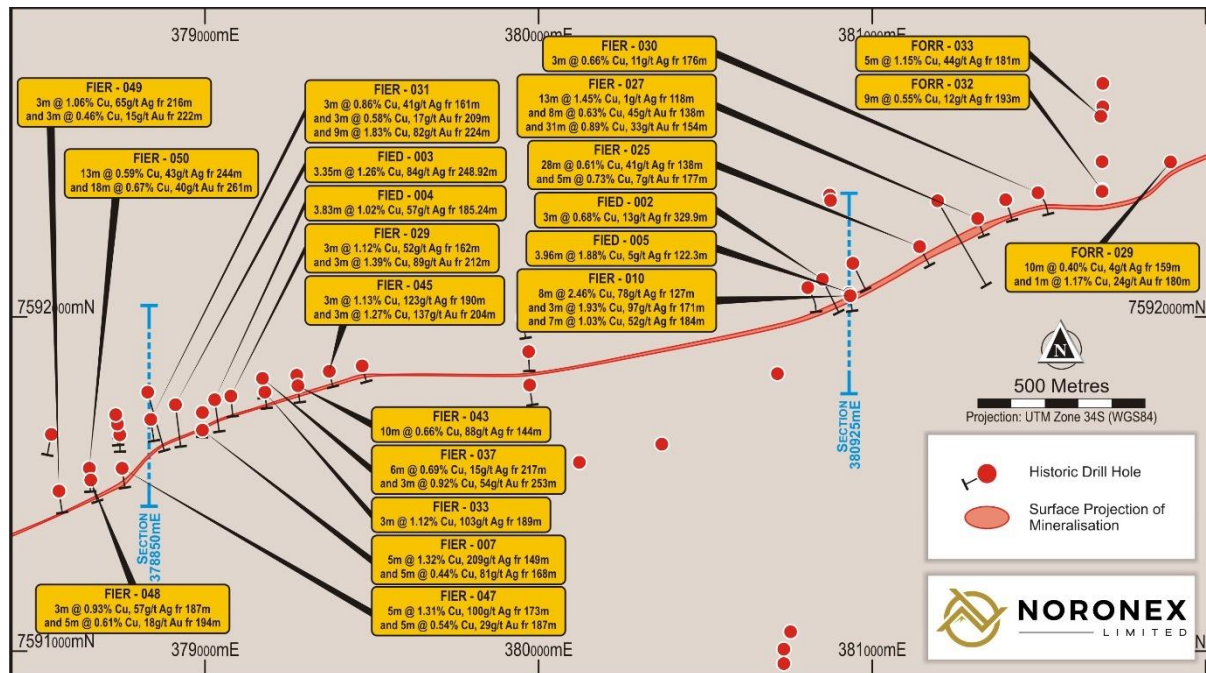 379000mE
380000mE
381000mE
FIER - 049
3m @ 1.06% Cu, 65g/t Ag fr 216m
and 3m @ 0.46% Cu, 15g/t Au fr 222m
FIER - 050
13m @ 0.59% Cu, 43g/t Ag fr 244m
and 18m @ 0.67% Cu, 40g/t Au fr 261m
FIER - 031
3m @ 0.86% Cu, 41g/t Ag fr 161m
and 3m @ 0.58% Cu, 17g/t Au fr 209m
and 9m @ 1.83% Cu, 82g/t Au fr 224m
FIED - 003
3.35m @ 1.26% Cu, 84g/t Ag fr 248.92m
FIED - 004
3.83m @ 1.02% Cu, 57g/t Ag fr 185.24m
FIER - 029
3m @ 1.12% Cu, 52g/t Ag fr 162m
and 3m @ 1.39% Cu, 89g/t Au fr 212m
FIER - 045
3m @ 1.13% Cu, 123g/t Ag fr 190m
and 3m @ 1.27% Cu, 137g/t Au fr 204m
FIER - 030
3m @ 0.66% Cu, 11g/t Ag fr 176m
FIER - 027
13m @ 1.45% Cu, 1g/t Ag fr 118m
and 8m @ 0.63% Cu, 45g/t Ag fr 138m
and 31m @ 0.89% Cu, 33g/t Au fr 154m
FIER - 025
28m @ 0.61% Cu, 41g/t Ag fr 138m
and 5m @ 0.73% Cu, 7g/t Au fr 177m
FIED - 002
3m @ 0.68% Cu, 13g/t Ag fr 329.9m
FIED - 005
3.96m @ 1.88% Cu, 5g/t Ag fr 122.3m
FIER - 010
8m @ 2.46% Cu, 78g/t Ag fr 127m
and 3m @ 1.93% Cu, 97g/t Ag fr 171m
and 7m @ 1.03% Cu, 52g/t Ag fr 184m
FORR - 033
5m @ 1.15% Cu, 44g/t Ag fr 181m
FORR - 032
9m @ 0.55% Cu, 12g/t Ag fr 193m
FORR - 029
10m @ 0.40% Cu, 4g/t Ag fr 159m
and 1m @ 1.17% Cu, 24g/t Au fr 180m
7592000mN
7592000mN
N
500 Metres
Projection: UTM Zone 34S (WGS84)
SECTION
380925mE
SECTION
378850mE
FIER - 043
10m @ 0.66% Cu, 88g/t Ag fr 144m
FIER - 037
6m @ 0.69% Cu, 15g/t Ag fr 217m
and 3m @ 0.92% Cu, 54g/t Au fr 253m
FIER - 033
3m @ 1.12% Cu, 103g/t Ag fr 189m
FIER - 007
5m @ 1.32% Cu, 209g/t Ag fr 149m
and 5m @ 0.44% Cu, 81g/t Ag fr 168m
FIER - 047
5m @ 1.31% Cu, 100g/t Ag fr 173m
and 5m @ 0.54% Cu, 29g/t Au fr 187m
FIER - 048
3m @ 0.93% Cu, 57g/t Ag fr 187m
and 5m @ 0.61% Cu, 18g/t Au fr 194m
Historic Drill Hole
Surface Projection of
Mineralisation
NORONEX
LIMITED
7591000mN
N
379000mE
380000mE
381000mE